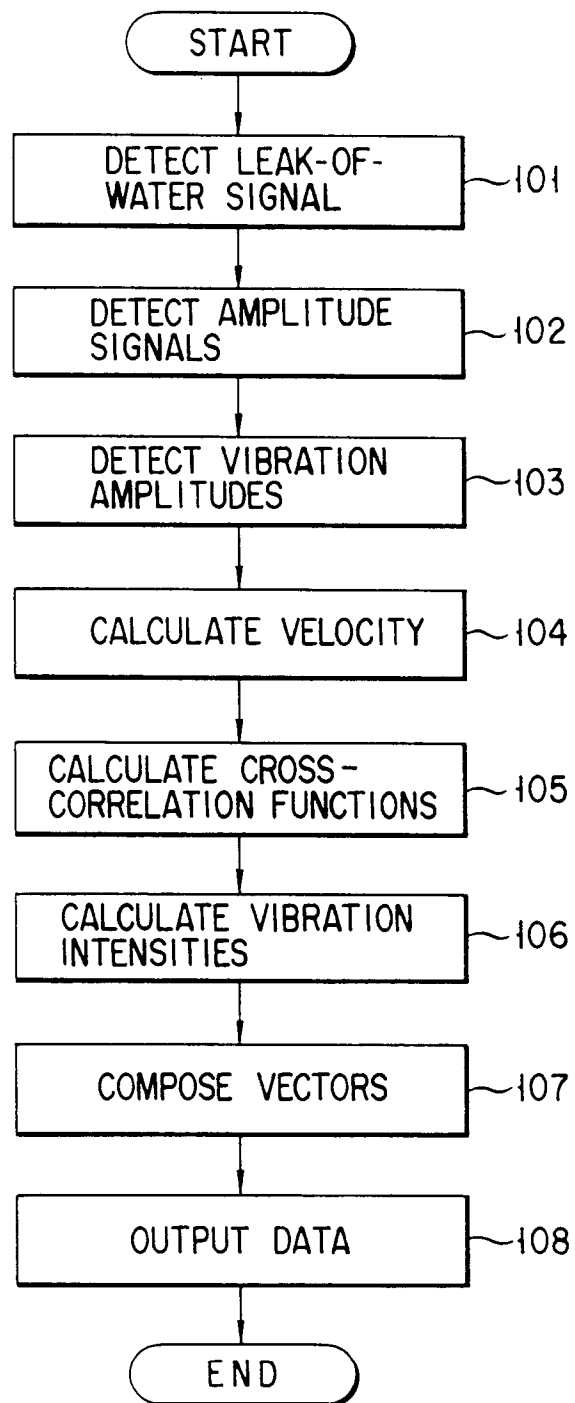 START
DETECT LEAK-OF-
WATER SIGNAL
101
DETECT AMPLITUDE
SIGNALS
102
DETECT VIBRATION
AMPLITUDES
103
CALCULATE VELOCITY
104
CALCULATE CROSS-
CORRELATION FUNCTIONS
105
CALCULATE VIBRATION
INTENSITIES
106
COMPOSE VECTORS
107
OUTPUT DATA
108
END